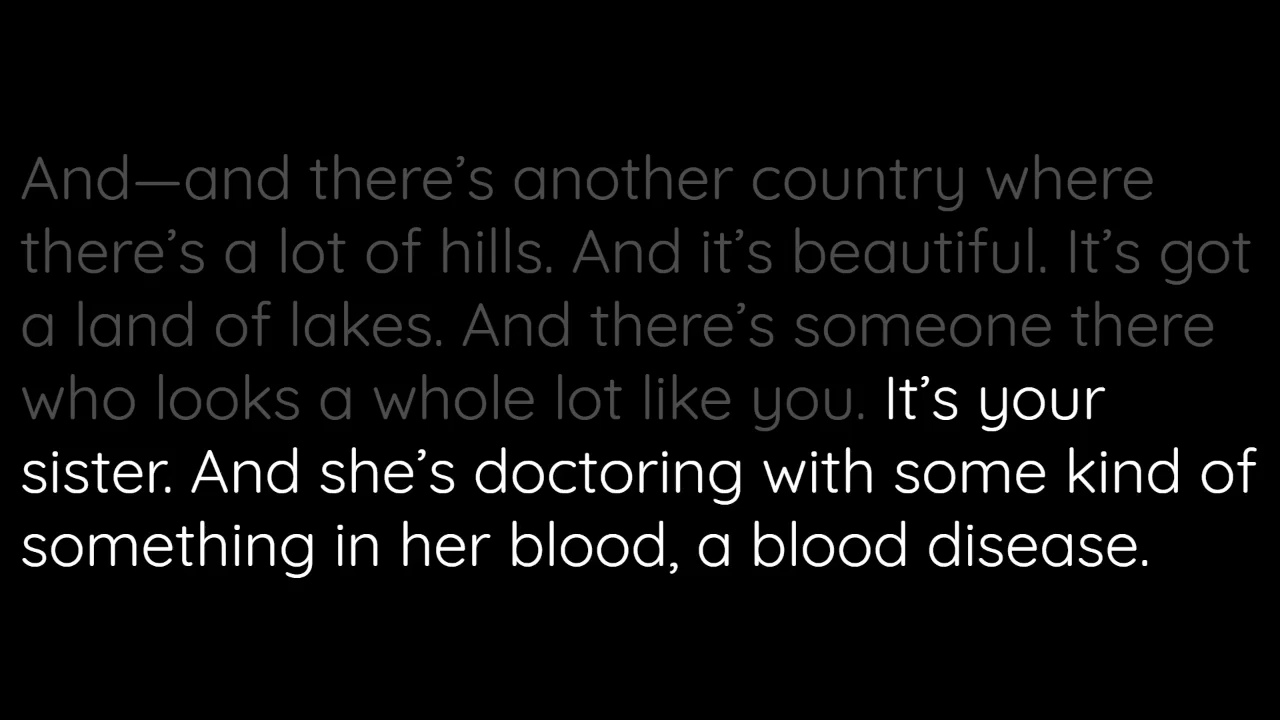 And—and there’s another country where
there’s a lot of hills. And it’s beautiful. It’s got
a land of lakes. And there’s someone there
who looks a whole lot like you. It’s your
sister. And she’s doctoring with some kind of
something in her blood, a blood disease.